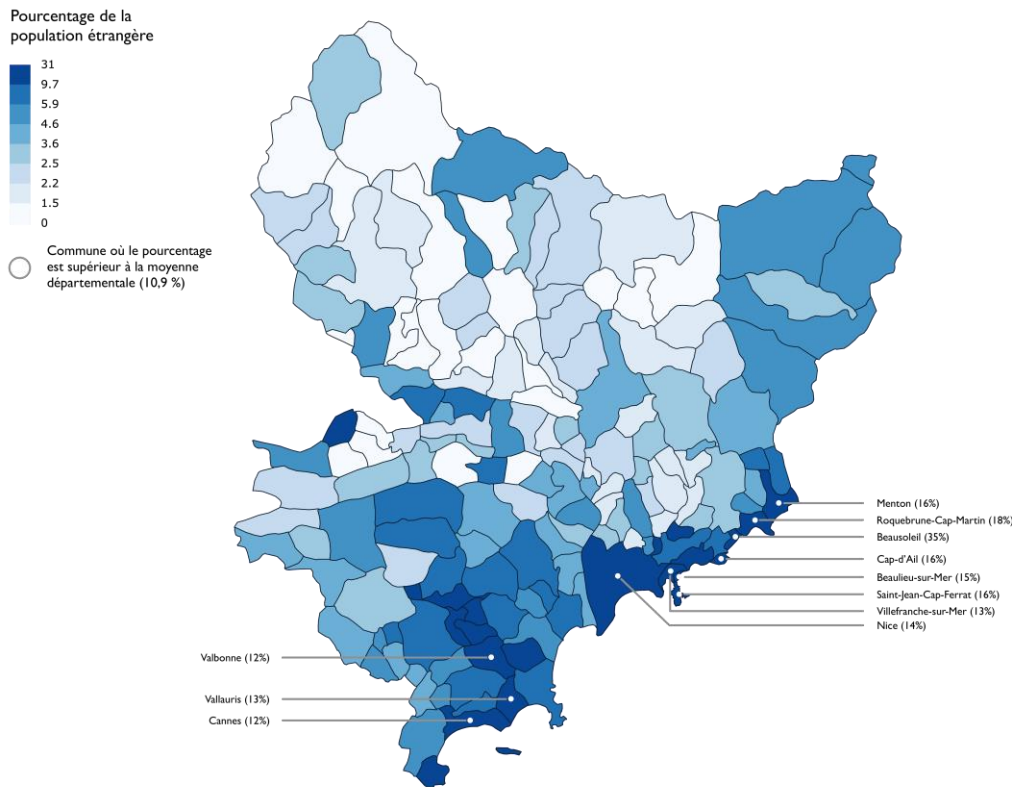 Pourcentage de la
population étrangère
31
9.7
5.9
4.6
3.6
2.5
2.2
1.5
0
Commune où le pourcentage
est supérieur à la moyenne
départementale (10,9 %)
Menton (16%)
Roquebrune-Cap-Martin (18%)
Beausoleil (35%)
Cap-d'Ail (16%)
Beaulieu-sur-Mer (15%)
Saint-Jean-Cap-Ferrat (16%)
Villefranche-sur-Mer (13%)
Nice (14%)
Valbonne (12%)
Vallauris (13%)
Cannes (12%)